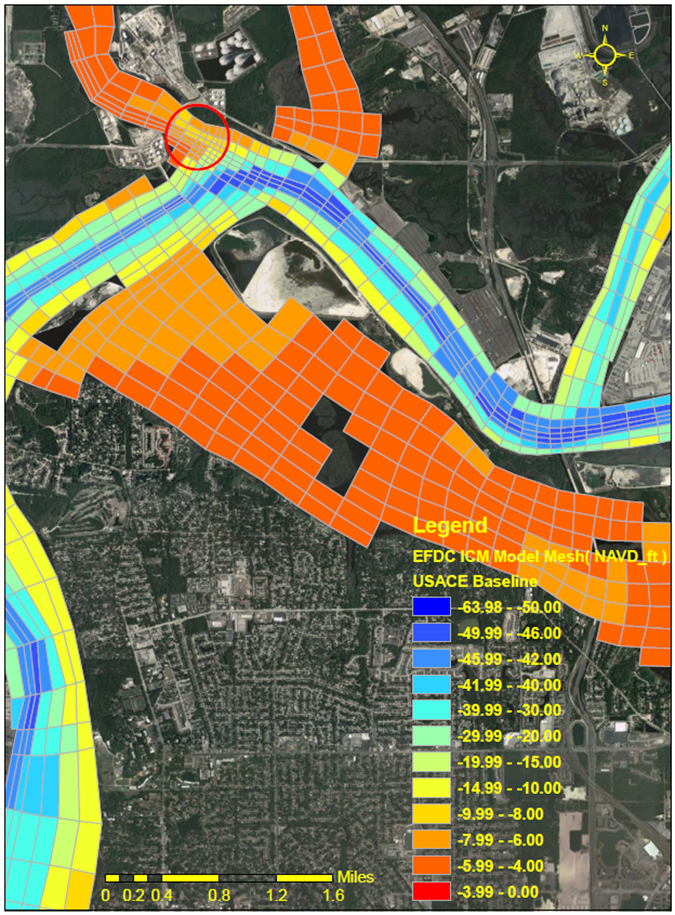 N
W E
S
Legend
EFDC ICM Model Mesh( NAVD_ft )
USACE Baseline
-63.98 - -50.00
-49.99 - -46.00
-45.99 - -42.00
-41.99 - -40.00
-39.99 - -30.00
-29.99 - -20.00
-19.99 - -15.00
-14.99 - -10.00
-9.99 - -8.00
-7.99 - -6.00
-5.99 - -4.00
-3.99 - 0.00
Miles
0 0.2 0.4 0.8 1.2 1.6